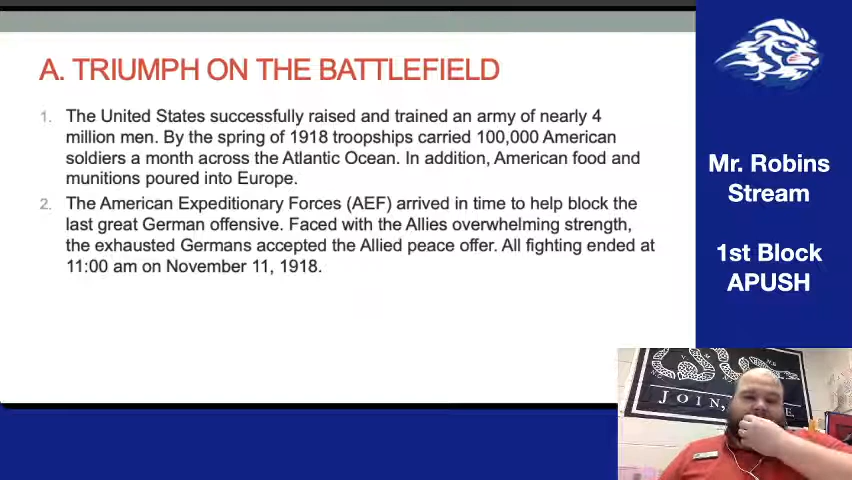 A. TRIUMPH ON THE BATTLEFIELD
1. The United States successfully raised and trained an army of nearly 4
million men. By the spring of 1918 troopships carried 100,000 American
soldiers a month across the Atlantic Ocean. In addition, American food and
munitions poured into Europe.
2. The American Expeditionary Forces (AEF) arrived in time to help block the
last great German offensive. Faced with the Allies overwhelming strength,
the exhausted Germans accepted the Allied peace offer. All fighting ended at
11:00 am on November 11, 1918.
Mr. Robins
Stream
1st Block
APUSH
JOIN,